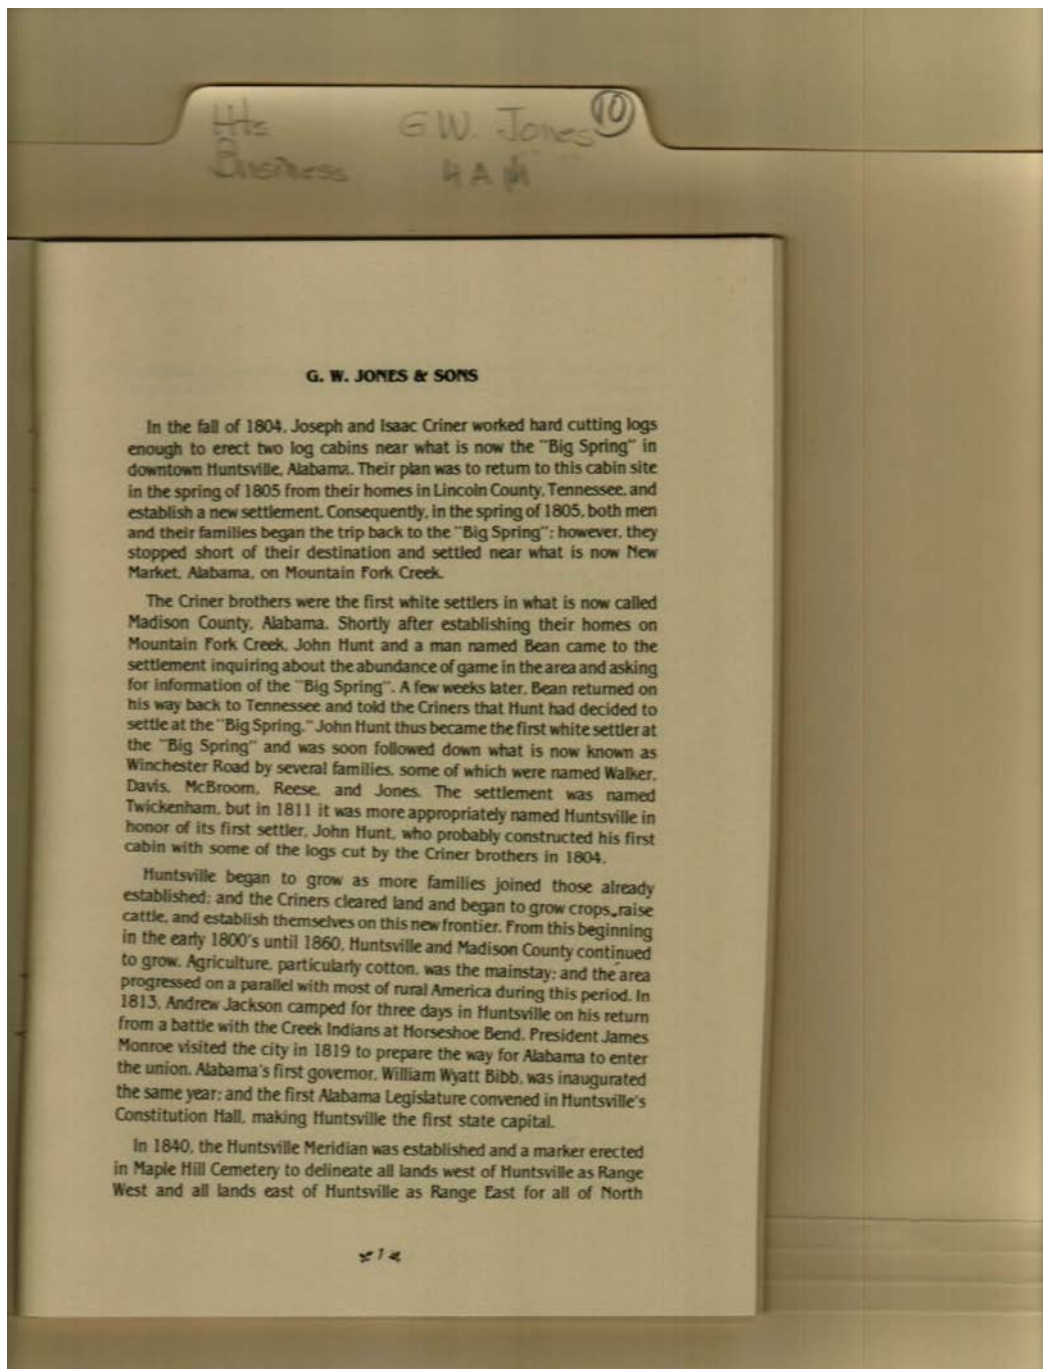 Hts G.W. Jones 10
Business
G. W. JONES & SONS
In the fall of 1804, Joseph and Isaac Criner worked hard cutting logs
enough to erect two log cabins near what is now the "Big Spring" in
downtown Huntsville, Alabama. Their plan was to return to this cabin site
in the spring of 1805 from their homes in Lincoln County, Tennessee, and
establish a new settlement. Consequently, in the spring of 1805, both men
and their families began the trip back to the "Big Spring"; however, they
stopped short of their destination and settled near what is now New
Market, Alabama, on Mountain Fork Creek.
The Criner brothers were the first white settlers in what is now called
Madison County, Alabama. Shortly after establishing their homes on
Mountain Fork Creek, John Hunt and a man named Bean came to the
settlement inquiring about the abundance of game in the area and asking
for information of the "Big Spring". A few weeks later, Bean returned on
his way back to Tennessee and told the Criners that Hunt had decided to
settle at the "Big Spring." John Hunt thus became the first white settler at
the "Big Spring" and was soon followed down what is now known as
Winchester Road by several families, some of which were named Walker,
Davis, McBroom, Reese, and Jones. The settlement was named
Twickenham, but in 1811 it was more appropriately named Huntsville in
honor of its first settler, John Hunt, who probably constructed his first
cabin with some of the logs cut by the Criner brothers in 1804.
Huntsville began to grow as more families joined those already
established; and the Criners cleared land and began to grow crops, raise
cattle, and establish themselves on this new frontier. From this beginning
in the early 1800's until 1860, Huntsville and Madison County continued
to grow. Agriculture, particularly cotton, was the mainstay; and the area
progressed on a parallel with most of rural America during this period. In
1813, Andrew Jackson camped for three days in Huntsville on his return
from a battle with the Creek Indians at Horseshoe Bend. President James
Monroe visited the city in 1819 to prepare the way for Alabama to enter
the union. Alabama's first governor, William Wyatt Bibb, was inaugurated
the same year; and the first Alabama Legislature convened in Huntsville's
Constitution Hall, making Huntsville the first state capital.
In 1840, the Huntsville Meridian was established and a marker erected
in Maple Hill Cemetery to delineate all lands west of Huntsville as Range
West and all lands east of Huntsville as Range East for all of North
1